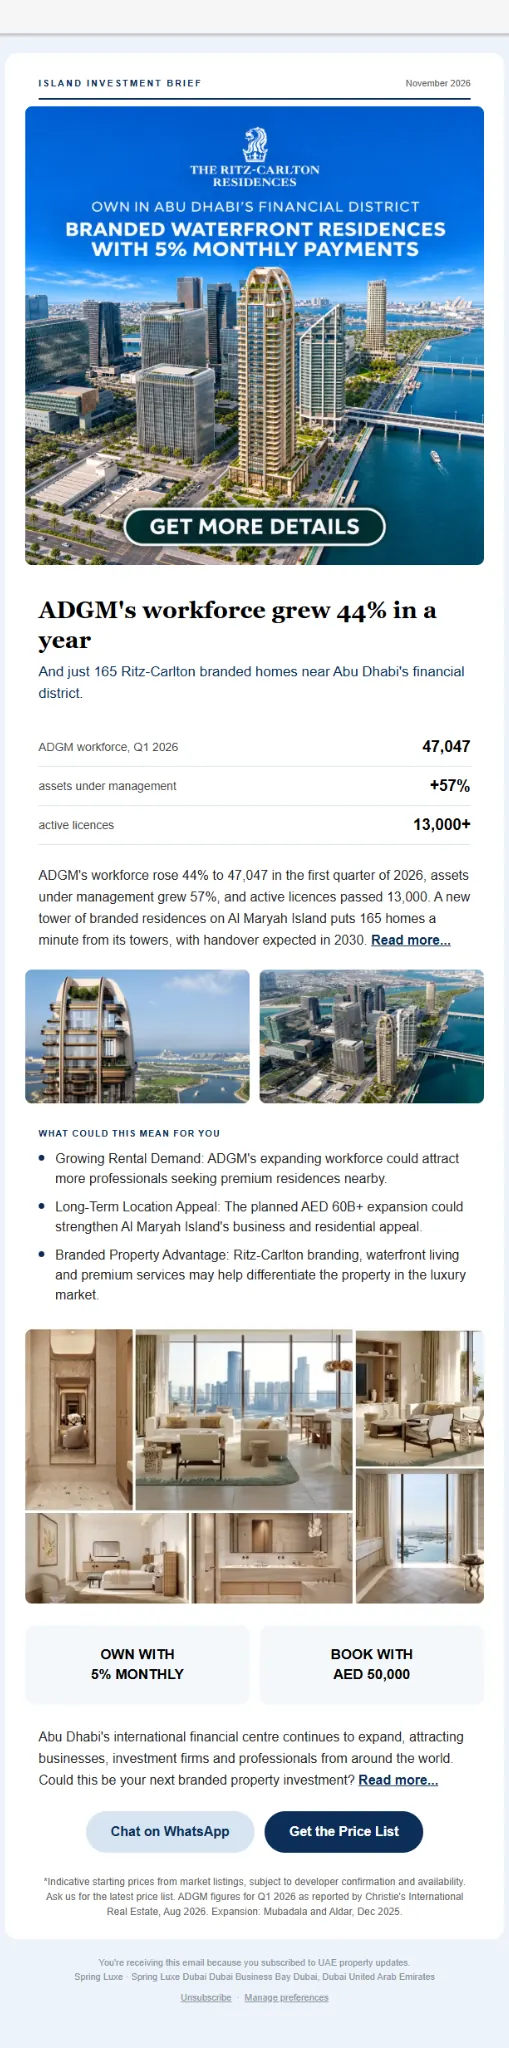 ISLAND INVESTMENT BRIEF
November 2026
THE RITZ-CARLTON
RESIDENCES
OWN IN ABU DHABI'S FINANCIAL DISTRICT
BRANDED WATERFRONT RESIDENCES
WITH 5% MONTHLY PAYMENTS
GET MORE DETAILS
ADGM's workforce grew 44% in a
year
And just 165 Ritz-Carlton branded homes near Abu Dhabi's financial
district.
ADGM workforce, Q1 2026
47,047
assets under management
+57%
active licences
13,000+
ADGM's workforce rose 44% to 47,047 in the first quarter of 2026, assets
under management grew 57%, and active licences passed 13,000. A new
tower of branded residences on Al Maryah Island puts 165 homes a
minute from its towers, with handover expected in 2030. Read more...
WHAT COULD THIS MEAN FOR YOU
• Growing Rental Demand: ADGM's expanding workforce could attract
more professionals seeking premium residences nearby.
• Long-Term Location Appeal: The planned AED 60B+ expansion could
strengthen Al Maryah Island's business and residential appeal.
• Branded Property Advantage: Ritz-Carlton branding, waterfront living
and premium services may help differentiate the property in the luxury
market.
OWN WITH
5% MONTHLY
BOOK WITH
AED 50,000
Abu Dhabi's international financial centre continues to expand, attracting
businesses, investment firms and professionals from around the world.
Could this be your next branded property investment? Read more...
Chat on WhatsApp
Get the Price List
*Indicative starting prices from market listings, subject to developer confirmation and availability.
Ask us for the latest price list. ADGM figures for Q1 2026 as reported by Christie's International
Real Estate, Aug 2026. Expansion: Mubadala and Aldar, Dec 2025.
You're receiving this email because you subscribed to UAE property updates.
Spring Luxe · Spring Luxe Dubai Dubai Business Bay Dubai, Dubai United Arab Emirates
Unsubscribe · Manage preferences